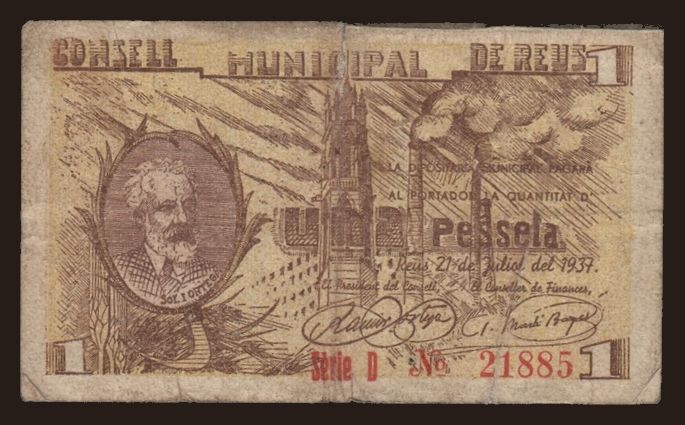 CONSELL MUNICIPAL DE REUS 1
LA DIPOSITARIA MUNICIPAL PAGARÀ
AL PORTADOR LA QUANTITAT D'
una Pesseta
Reus, 21 de Juliol del 1937.
El President del Consell, El Conseller de Finances,
SOL I ORTEGA
1 1
Sèrie D No 21885